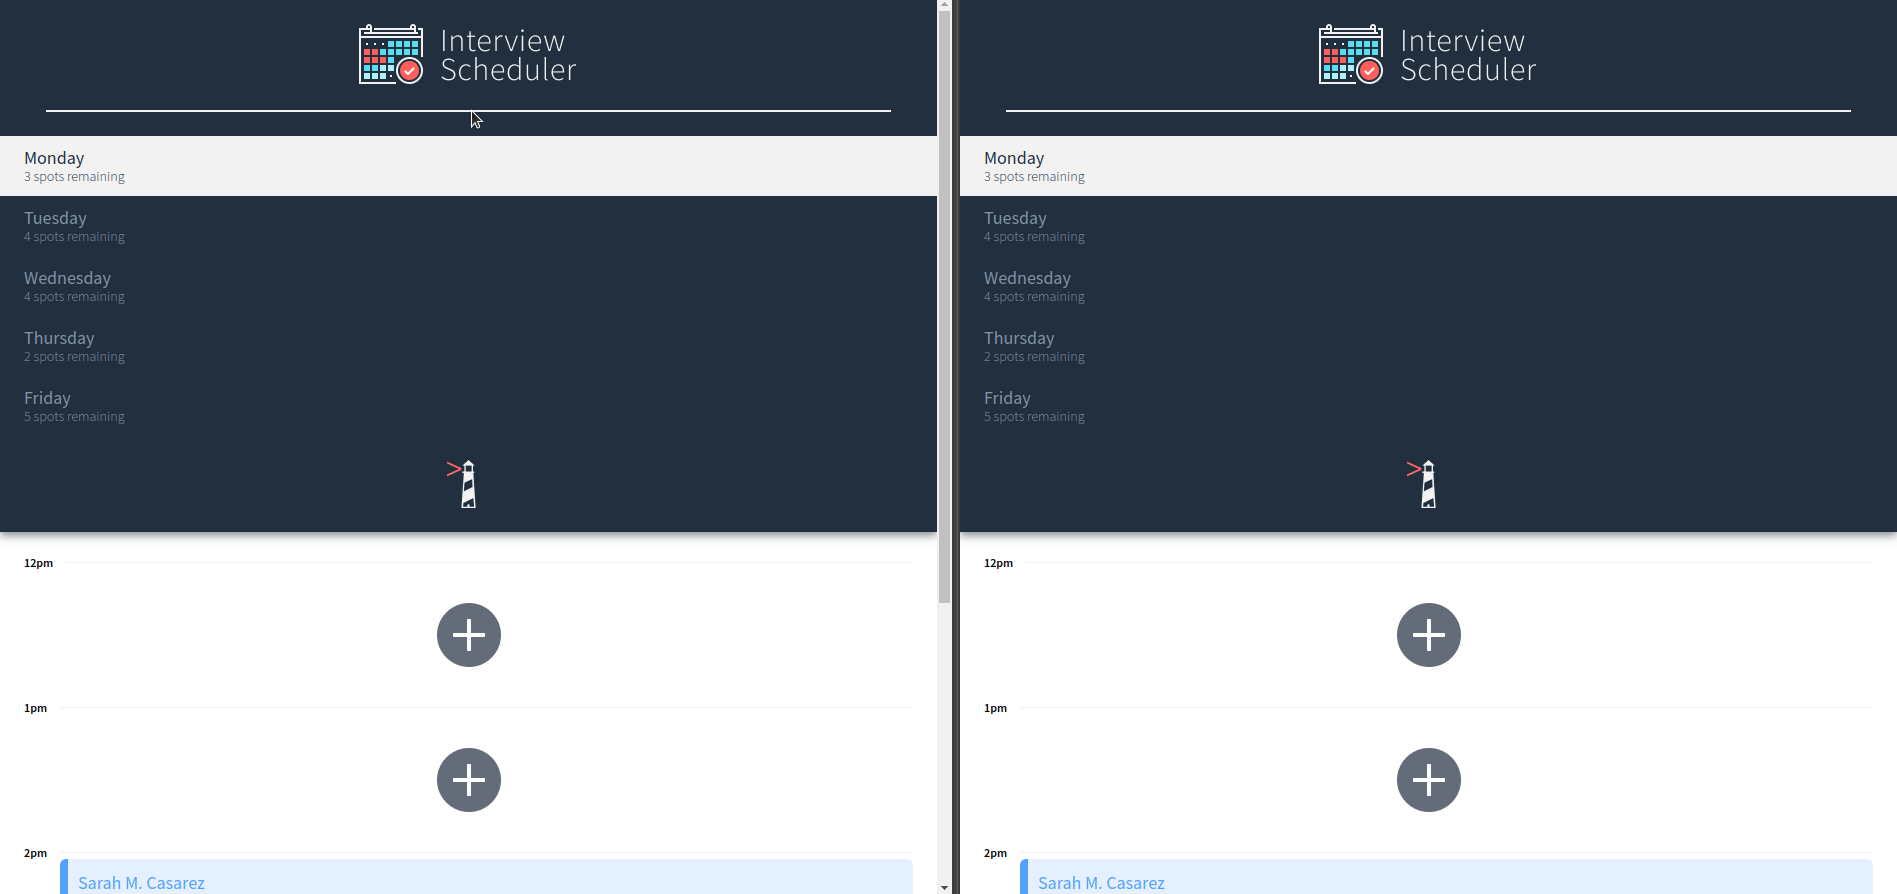 Interview
Scheduler
Monday
3 spots remaining
Tuesday
4 spots remaining
Wednesday
4 spots remaining
Thursday
2 spots remaining
Friday
5 spots remaining
>
12pm
1pm
2pm
Sarah M. Casarez
Interview
Scheduler
Monday
3 spots remaining
Tuesday
4 spots remaining
Wednesday
4 spots remaining
Thursday
2 spots remaining
Friday
5 spots remaining
>
12pm
1pm
2pm
Sarah M. Casarez